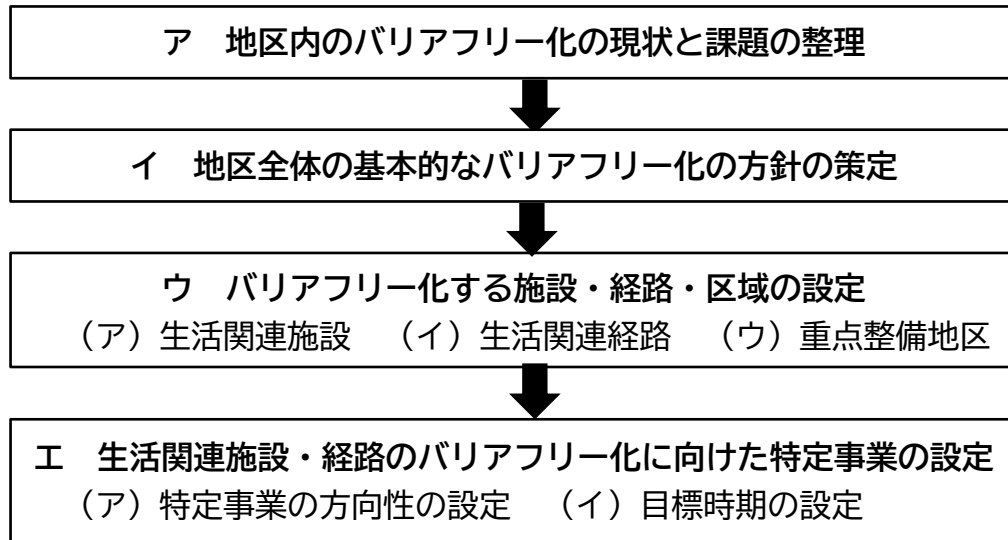 ア　地区内のバリアフリー化の現状と課題の整理
イ　地区全体の基本的なバリアフリー化の方針の策定
ウ　バリアフリー化する施設・経路・区域の設定
（ア）生活関連施設　（イ）生活関連経路　（ウ）重点整備地区
エ　生活関連施設・経路のバリアフリー化に向けた特定事業の設定
（ア）特定事業の方向性の設定　（イ）目標時期の設定